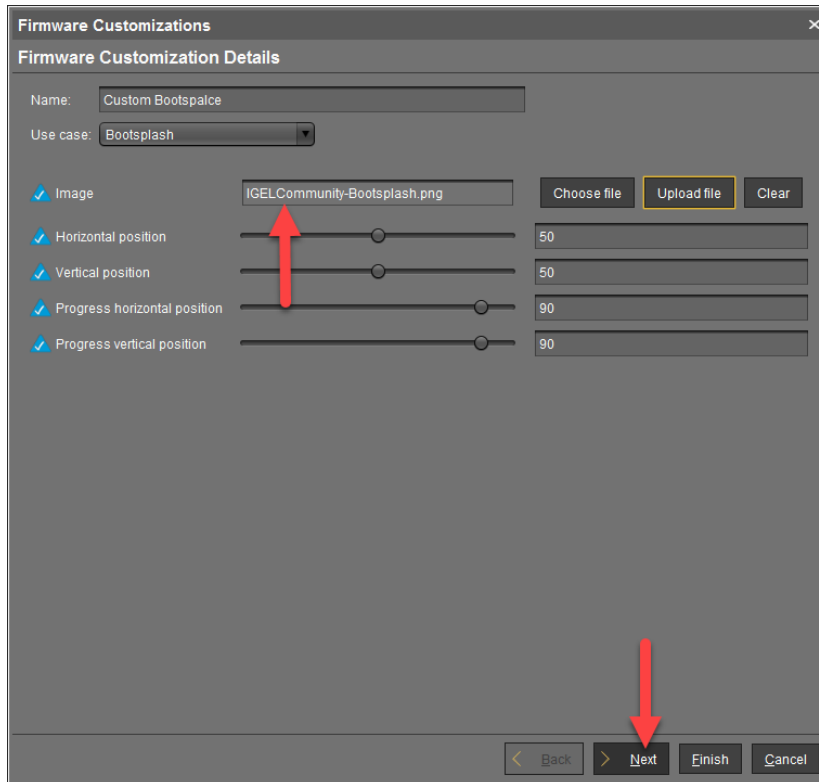 Firmware Customizations
Firmware Customization Details
Name: Custom Bootspalce
Use case: Bootsplash
Image IGELCommunity-Bootsplash.png Choose file Upload file Clear
Horizontal position 50
Vertical position 50
Progress horizontal position 90
Progress vertical position 90
Back Next Finish Cancel